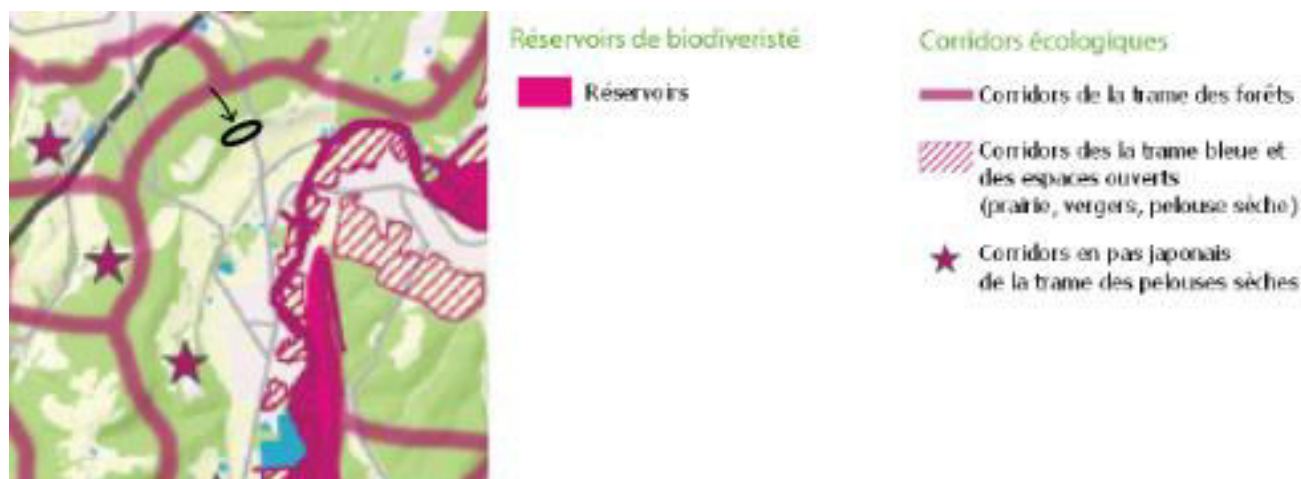 Réservoirs de biodiveristé
Réservoirs
Corridors écologiques
Corridors de la trame des forêts
Corridors des la trame bleue et
des espaces ouverts
(prairie, vergers, pelouse sèche)
Corridors en pas japonais
de la trame des pelouses sèches